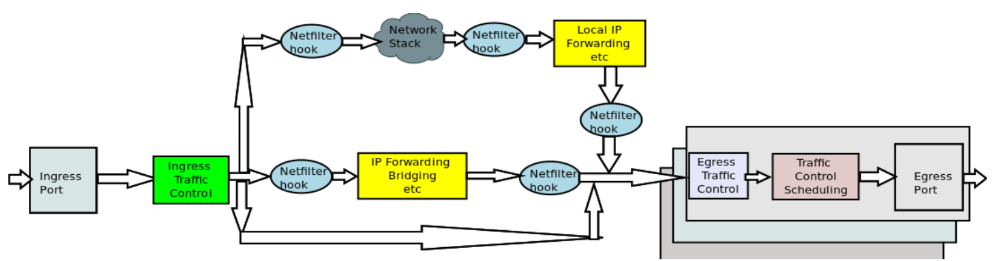 Netfilter
hook
Network
Stack
Netfilter
hook
Local IP
Forwarding
etc
Netfilter
hook
Ingress
Port
Ingress
Traffic
Control
Netfilter
hook
IP Forwarding
Bridging
etc
Netfilter
hook
Egress
Traffic
Control
Traffic
Control
Scheduling
Egress
Port